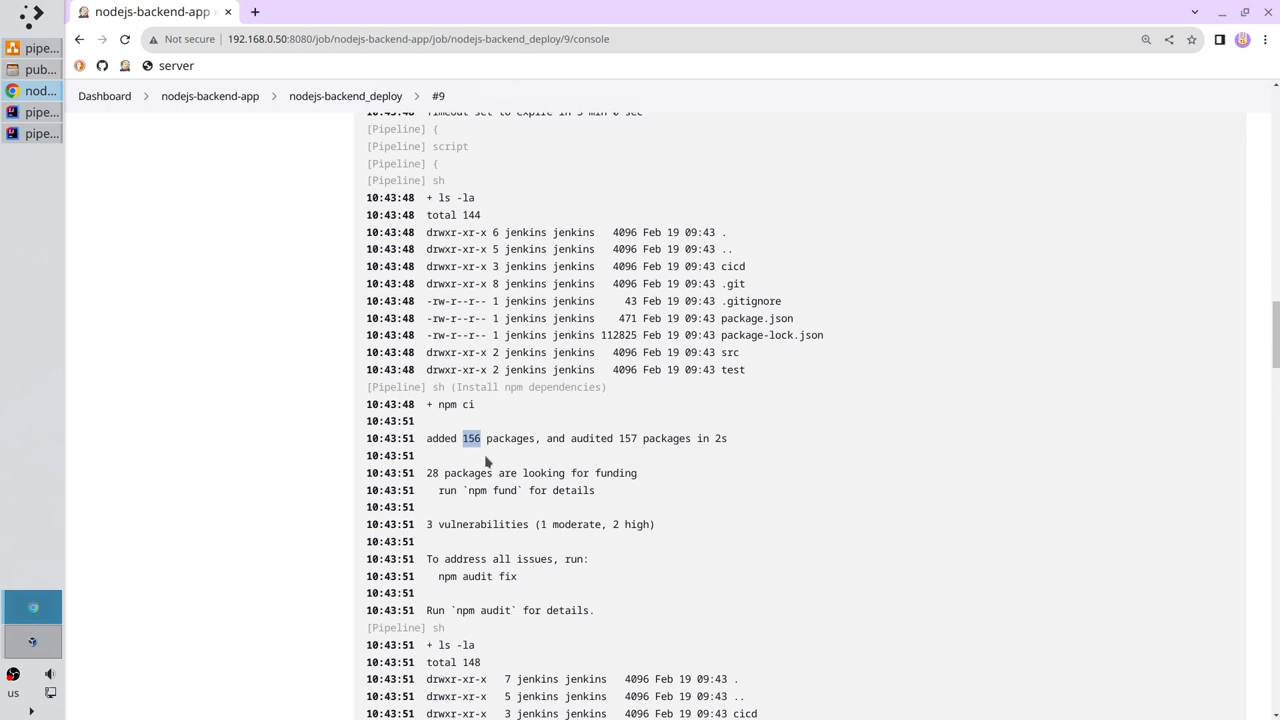 nodejs-backend-app
pipe...
pub...
nod...
pipe...
pipe...
us
Not secure 192.168.0.50:8080/job/nodejs-backend-app/job/nodejs-backend_deploy/9/console
server
Dashboard > nodejs-backend-app > nodejs-backend_deploy > #9
10:43:48 Timeout set to expire in 5 min 0 sec
[Pipeline] {
[Pipeline] script
[Pipeline] {
[Pipeline] sh
10:43:48 + ls -la
10:43:48 total 144
10:43:48 drwxr-xr-x 6 jenkins jenkins 4096 Feb 19 09:43 .
10:43:48 drwxr-xr-x 5 jenkins jenkins 4096 Feb 19 09:43 ..
10:43:48 drwxr-xr-x 3 jenkins jenkins 4096 Feb 19 09:43 cicd
10:43:48 drwxr-xr-x 8 jenkins jenkins 4096 Feb 19 09:43 .git
10:43:48 -rw-r--r-- 1 jenkins jenkins 43 Feb 19 09:43 .gitignore
10:43:48 -rw-r--r-- 1 jenkins jenkins 471 Feb 19 09:43 package.json
10:43:48 -rw-r--r-- 1 jenkins jenkins 112825 Feb 19 09:43 package-lock.json
10:43:48 drwxr-xr-x 2 jenkins jenkins 4096 Feb 19 09:43 src
10:43:48 drwxr-xr-x 2 jenkins jenkins 4096 Feb 19 09:43 test
[Pipeline] sh (Install npm dependencies)
10:43:48 + npm ci
10:43:51
10:43:51 added 156 packages, and audited 157 packages in 2s
10:43:51
10:43:51 28 packages are looking for funding
10:43:51 run `npm fund` for details
10:43:51
10:43:51 3 vulnerabilities (1 moderate, 2 high)
10:43:51
10:43:51 To address all issues, run:
10:43:51 npm audit fix
10:43:51
10:43:51 Run `npm audit` for details.
[Pipeline] sh
10:43:51 + ls -la
10:43:51 total 148
10:43:51 drwxr-xr-x 7 jenkins jenkins 4096 Feb 19 09:43 .
10:43:51 drwxr-xr-x 5 jenkins jenkins 4096 Feb 19 09:43 ..
10:43:51 drwxr-xr-x 3 jenkins jenkins 4096 Feb 19 09:43 cicd